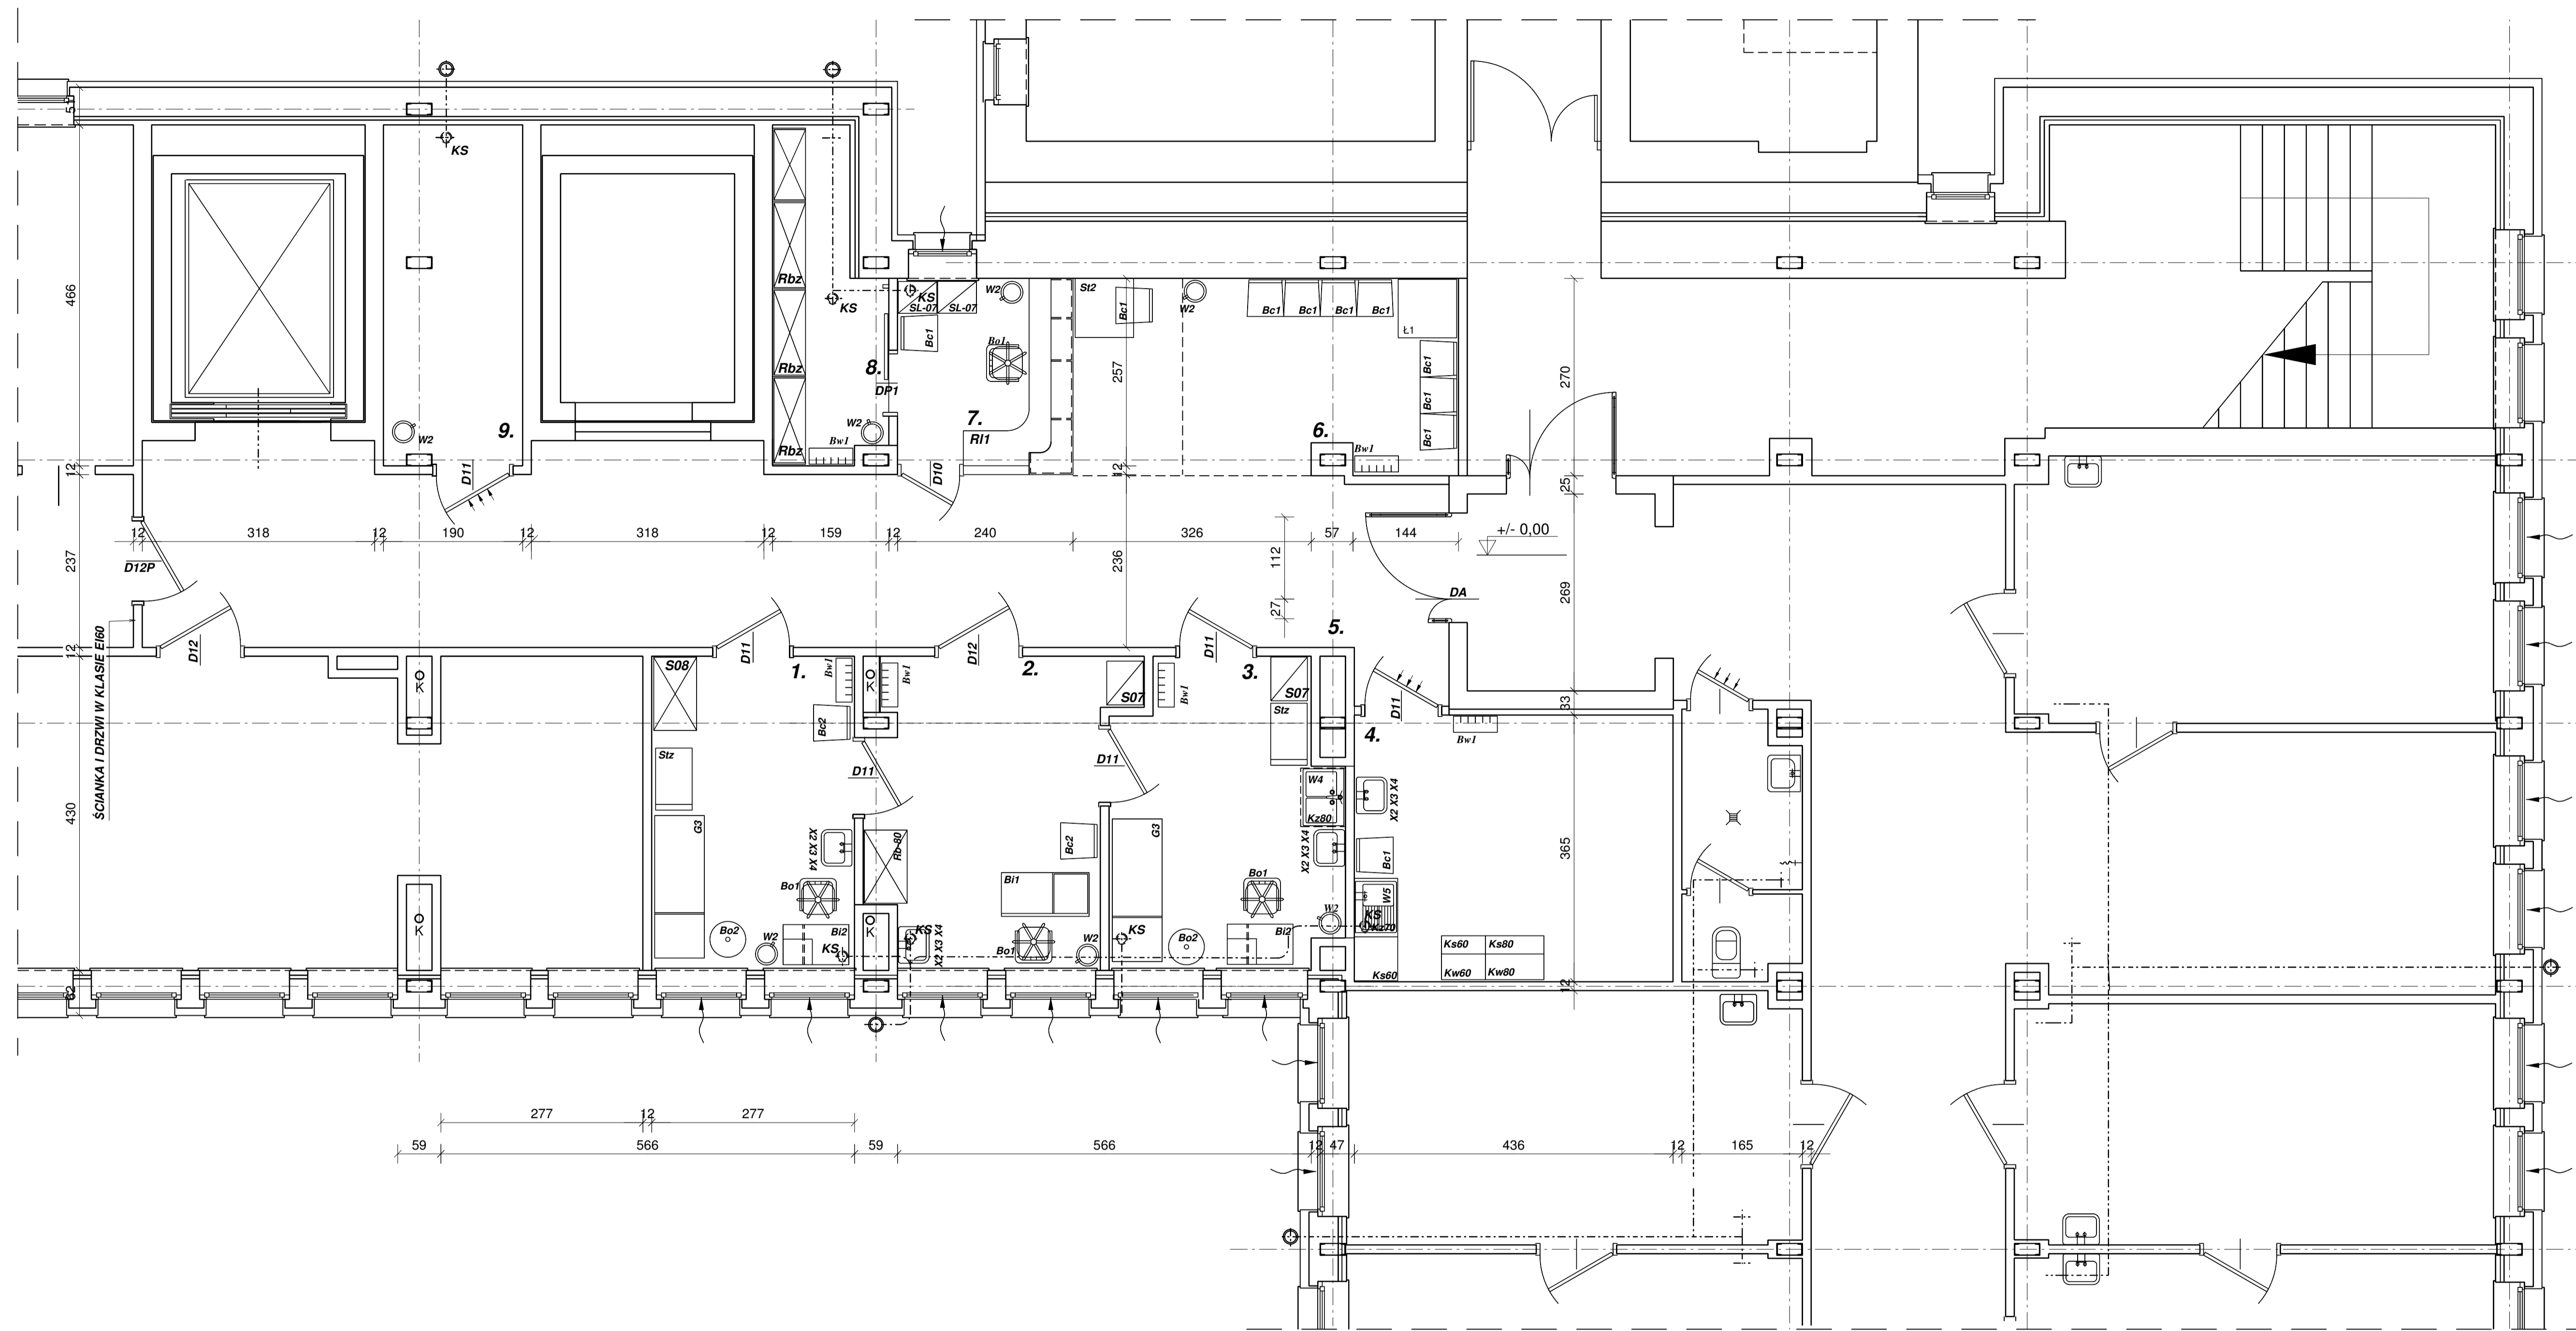 51
KS
466
Rbz
Rbz
Rbz
KS
8.
DP1
W2
Bw1
KS
SL-07
SL-07
Bc1
W2
Bo1
7.
RI1
St2
Bc1
W2
Bc1
Bc1
Bc1
Bc1
Ł1
Bc1
Bc1
Bc1
257
270
6.
Bw1
W2
9.
12
D11
D10
12
25
12
318
12
190
12
318
12
159
12
240
326
57
144
+/- 0,00
237
D12P
236
112
27
269
DA
5.
12
ŚCIANKA I DRZWI W KLASIE EI60
D12
D11
D12
D11
K
S08
1.
Bw1
K
Bw1
2.
S07
Bw1
3.
S07
D11
33
Stz
Bc2
D11
D11
Stz
4.
Bw1
430
G3
X2 X3 X4
Rb-80
Bc2
G3
W4
Kz80
X2 X3 X4
X2 X3 X4
Bc1
365
Bo1
Bi1
Bo1
W5
K
K
Bo2
W2
Bi2
KS
KS
X2 X3 X4
Bo1
W2
KS
Bo2
Bi2
W2
KS
Kz70
Ks60
Ks60
Ks80
Kw60
Kw80
12
277
12
277
59
566
59
566
12
47
436
12
165
12